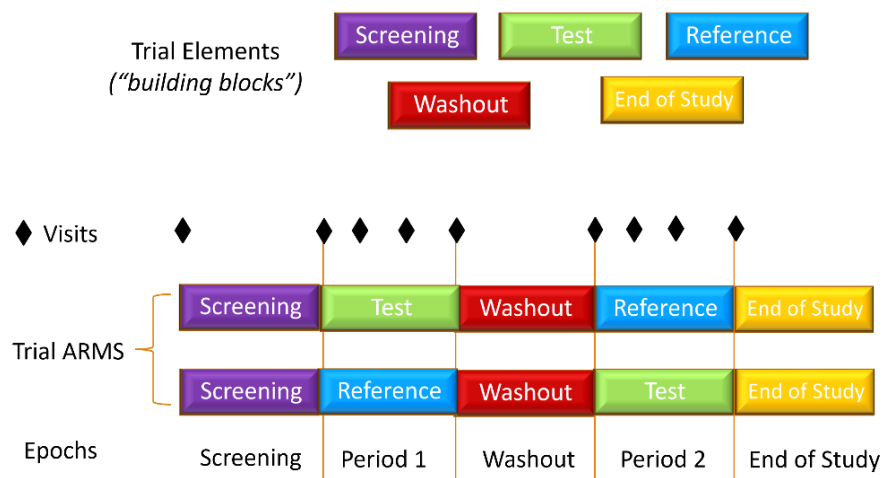 Trial Elements
(“building blocks”)
Screening
Test
Reference
Washout
End of Study
Visits
Trial ARMS
Screening
Test
Washout
Reference
End of Study
Screening
Reference
Washout
Test
End of Study
Epochs
Screening
Period 1
Washout
Period 2
End of Study